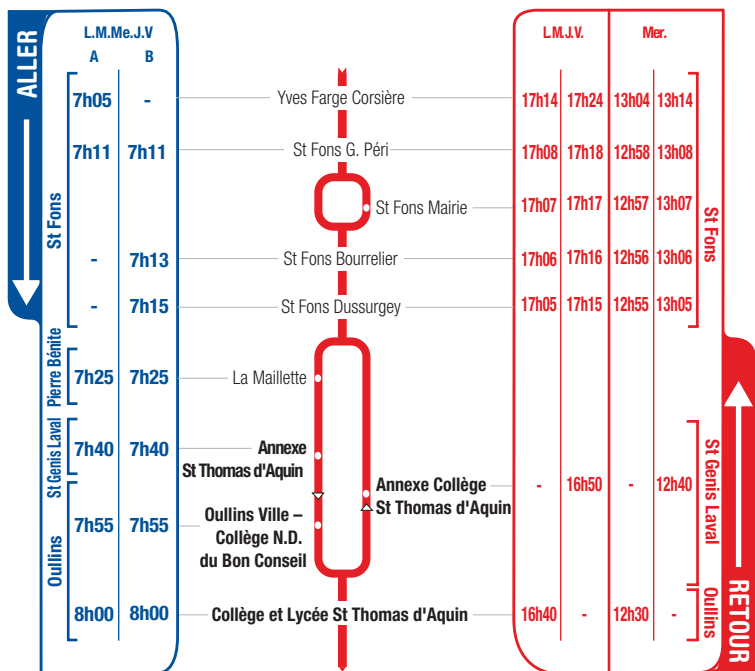 ALLER
L.M.Me.J.V
A B
L.M.J.V. Mer.
7h05 - Yves Farge Corsière 17h14 17h24 13h04 13h14
7h11 7h11 St Fons G. Péri 17h08 17h18 12h58 13h08
St Fons Mairie 17h07 17h17 12h57 13h07
St Fons
St Fons
- 7h13 St Fons Bourrelier 17h06 17h16 12h56 13h06
- 7h15 St Fons Dussurgey 17h05 17h15 12h55 13h05
Pierre Bénite
7h25 7h25 La Maillette
St Genis Laval
7h40 7h40 Annexe
St Thomas d'Aquin
Annexe Collège
St Thomas d'Aquin
- 16h50 - 12h40
St Genis Laval
Oullins
7h55 7h55 Oullins Ville –
Collège N.D.
du Bon Conseil
8h00 8h00 Collège et Lycée St Thomas d'Aquin 16h40 - 12h30 -
Oullins
RETOUR